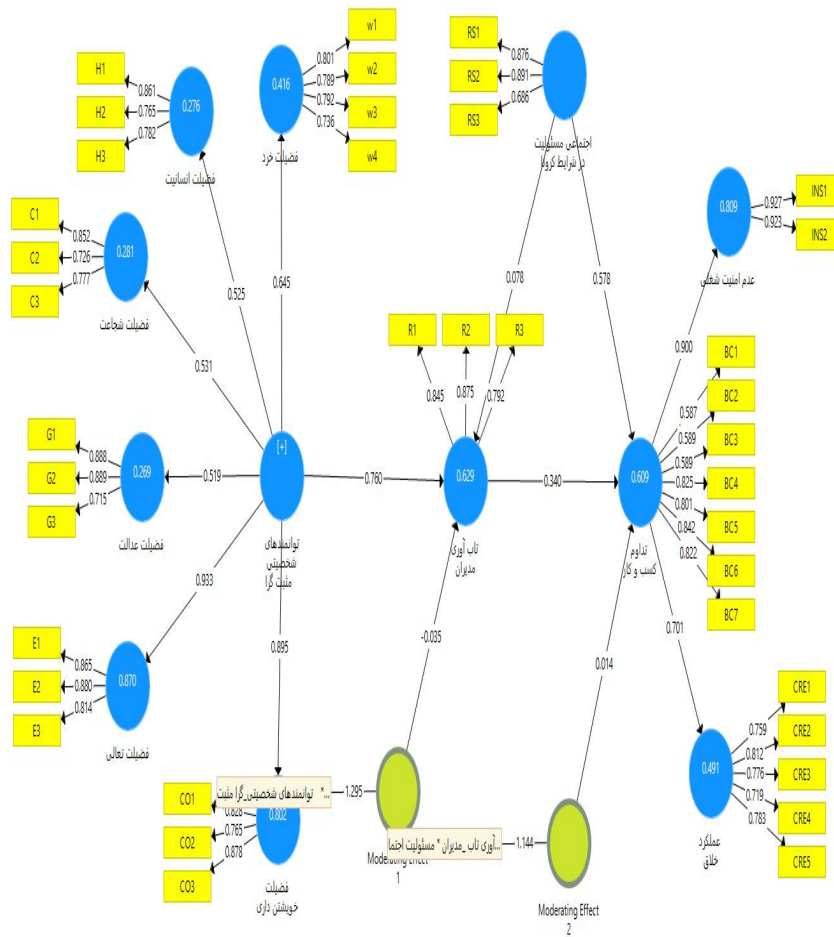 H1
H2
H3
0.861
0.765
0.782
0.276
فضیلت انسانیت
w1
w2
w3
w4
0.801
0.789
0.792
0.736
0.416
فضیلت خرد
RS1
RS2
RS3
0.876
0.891
0.686
اجتماعی مسئولیت
در شرایط کرونا
C1
C2
C3
0.852
0.726
0.777
0.281
فضیلت شجاعت
INS1
INS2
0.927
0.923
0.809
عدم امنیت شغلی
0.531
0.525
0.645
0.078
0.578
0.900
R1
R2
R3
0.845
0.875
0.792
BC1
BC2
BC3
BC4
BC5
BC6
BC7
0.587
0.589
0.589
0.825
0.801
0.842
0.822
G1
G2
G3
0.888
0.889
0.715
0.269
فضیلت عدالت
0.519
[+]
توانمندهای
شخصیتی
مثبت گرا
0.760
0.629
تاب آوری
مدیران
0.340
0.609
تداوم
کسب و کار
0.933
0.895
-0.035
0.014
0.701
E1
E2
E3
0.865
0.880
0.814
0.870
فضیلت تعالی
CRE1
CRE2
CRE3
CRE4
CRE5
0.759
0.812
0.776
0.719
0.783
0.491
عملکرد
خلاق
CO1
CO2
CO3
0.828
0.765
0.878
0.802
فضیلت
خویشتن داری
توانمندهای شخصیتی_گرا مثبت *...
1.295
Moderating Effect
1
آوری تاب _مدیران * مسئولیت اجتما...
1.144
Moderating Effect
2